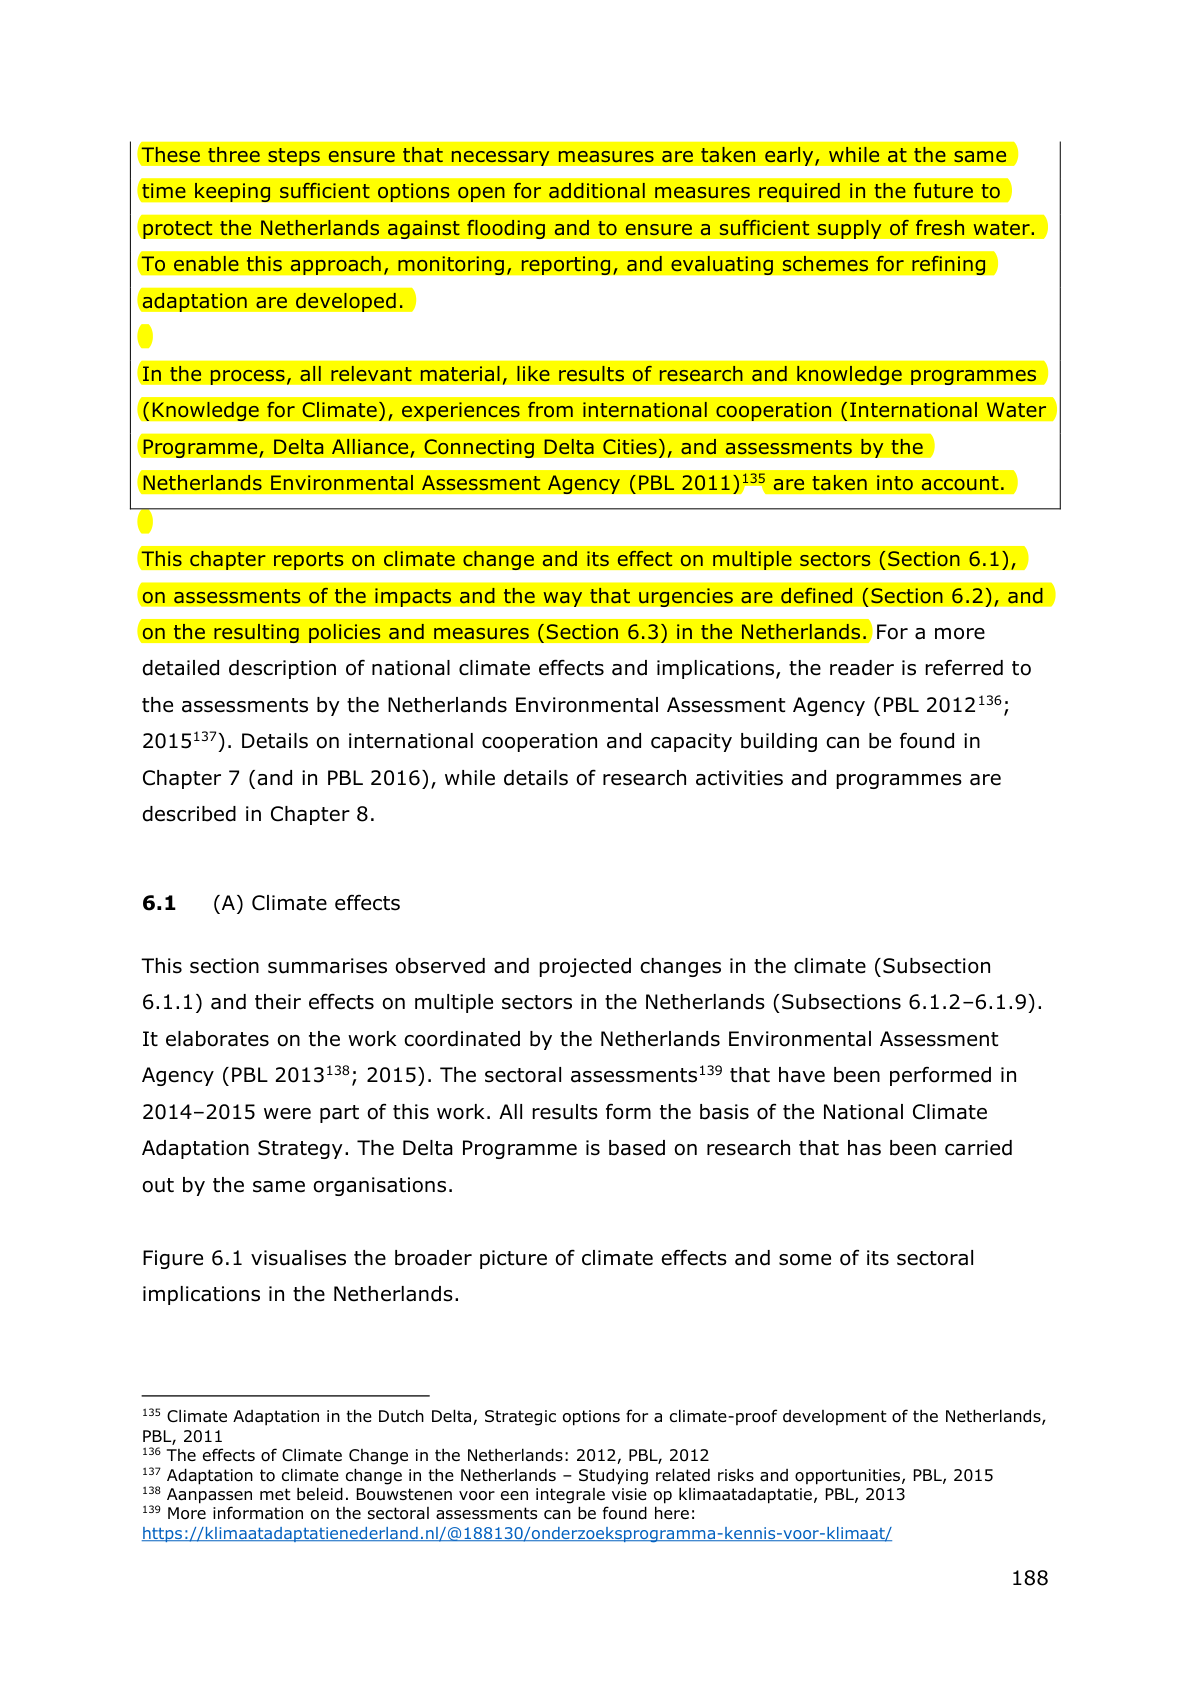 These three steps ensure that necessary measures are taken early, while at the same
time keeping sufficient options open for additional measures required in the future to
protect the Netherlands against flooding and to ensure a sufficient supply of fresh water.
To enable this approach, monitoring, reporting, and evaluating schemes for refining
adaptation are developed.
In the process, all relevant material, like results of research and knowledge programmes
(Knowledge for Climate), experiences from international cooperation (International Water
Programme, Delta Alliance, Connecting Delta Cities), and assessments by the
Netherlands Environmental Assessment Agency (PBL 2011)¹³⁵ are taken into account.
This chapter reports on climate change and its effect on multiple sectors (Section 6.1),
on assessments of the impacts and the way that urgencies are defined (Section 6.2), and
on the resulting policies and measures (Section 6.3) in the Netherlands. For a more
detailed description of national climate effects and implications, the reader is referred to
the assessments by the Netherlands Environmental Assessment Agency (PBL 2012¹³⁶;
2015¹³⁷). Details on international cooperation and capacity building can be found in
Chapter 7 (and in PBL 2016), while details of research activities and programmes are
described in Chapter 8.
6.1 (A) Climate effects
This section summarises observed and projected changes in the climate (Subsection
6.1.1) and their effects on multiple sectors in the Netherlands (Subsections 6.1.2–6.1.9).
It elaborates on the work coordinated by the Netherlands Environmental Assessment
Agency (PBL 2013¹³⁸; 2015). The sectoral assessments¹³⁹ that have been performed in
2014–2015 were part of this work. All results form the basis of the National Climate
Adaptation Strategy. The Delta Programme is based on research that has been carried
out by the same organisations.
Figure 6.1 visualises the broader picture of climate effects and some of its sectoral
implications in the Netherlands.
¹³⁵ Climate Adaptation in the Dutch Delta, Strategic options for a climate-proof development of the Netherlands,
PBL, 2011
¹³⁶ The effects of Climate Change in the Netherlands: 2012, PBL, 2012
¹³⁷ Adaptation to climate change in the Netherlands – Studying related risks and opportunities, PBL, 2015
¹³⁸ Aanpassen met beleid. Bouwstenen voor een integrale visie op klimaatadaptatie, PBL, 2013
¹³⁹ More information on the sectoral assessments can be found here:
https://klimaatadaptatienederland.nl/@188130/onderzoeksprogramma-kennis-voor-klimaat/
188